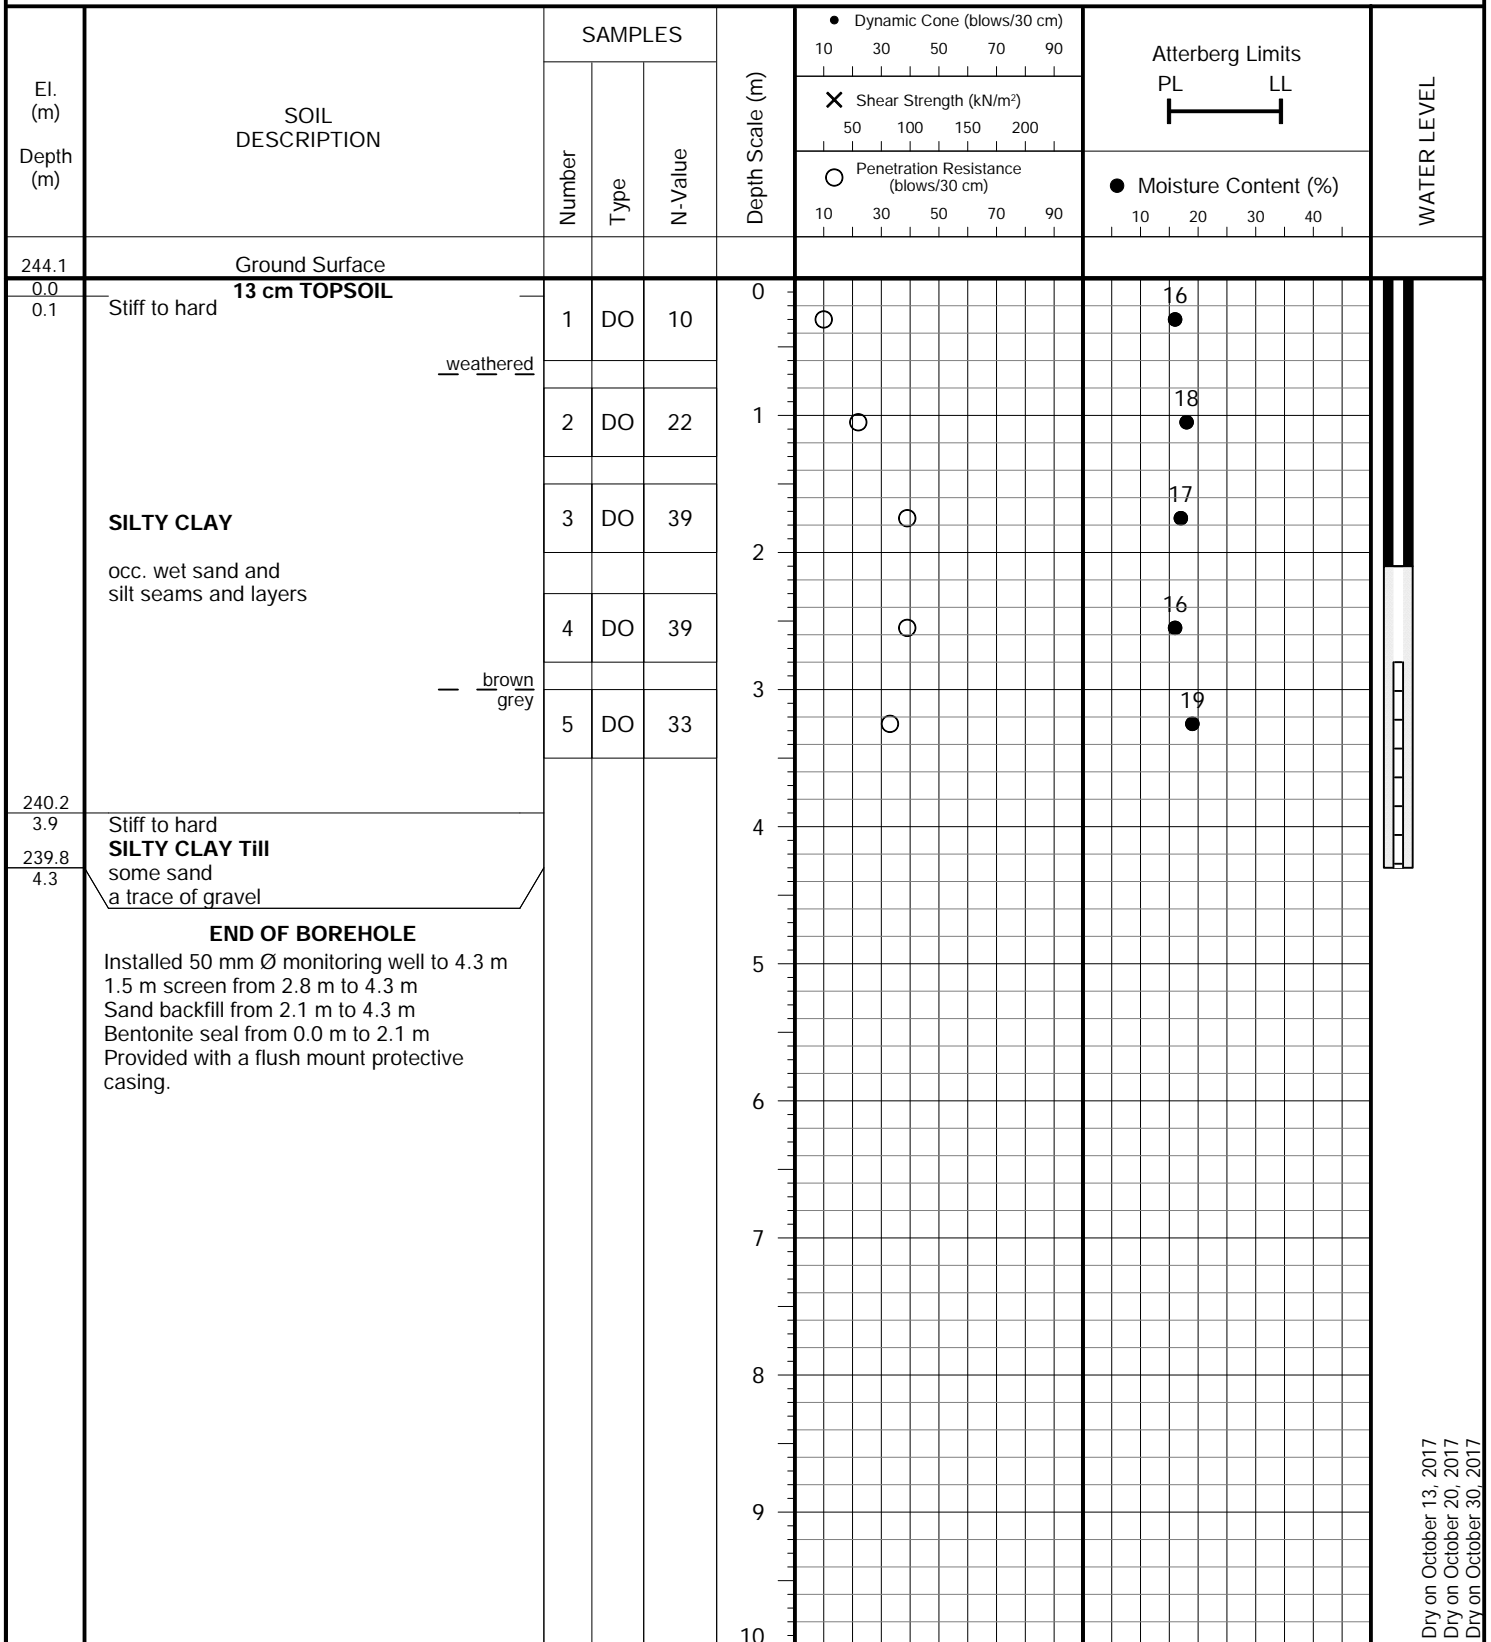 El.
(m)
Depth
(m)
SOIL
DESCRIPTION
SAMPLES
Number
Type
N-Value
Depth Scale (m)
Dynamic Cone (blows/30 cm)
10 30 50 70 90
Shear Strength (kN/m²)
50 100 150 200
Penetration Resistance
(blows/30 cm)
10 30 50 70 90
Atterberg Limits
PL LL
Moisture Content (%)
10 20 30 40
WATER LEVEL
244.1 Ground Surface
0.0 13 cm TOPSOIL
0.1 Stiff to hard
weathered
SILTY CLAY
occ. wet sand and
silt seams and layers
brown
grey
240.2
3.9 Stiff to hard
SILTY CLAY Till
239.8
some sand
4.3
a trace of gravel
END OF BOREHOLE
Installed 50 mm Ø monitoring well to 4.3 m
1.5 m screen from 2.8 m to 4.3 m
Sand backfill from 2.1 m to 4.3 m
Bentonite seal from 0.0 m to 2.1 m
Provided with a flush mount protective
casing.
1 DO 10
2 DO 22
3 DO 39
4 DO 39
5 DO 33
0
1
2
3
4
5
6
7
8
9
10
16
18
17
16
19
Dry on October 13, 2017
Dry on October 20, 2017
Dry on October 30, 2017